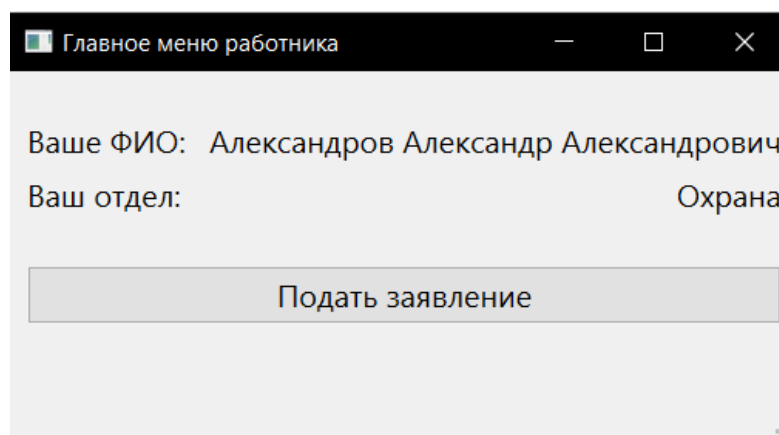 Главное меню работника
Ваше ФИО: Александров Александр Александрович
Ваш отдел: Охрана
Подать заявление